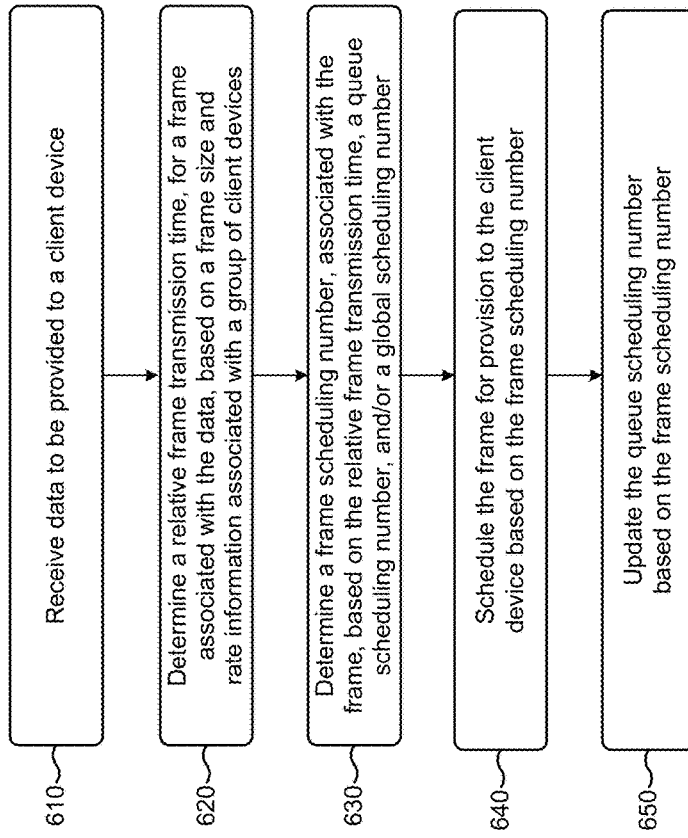 610
Receive data to be provided to a client device
620
Determine a relative frame transmission time, for a frame
associated with the data, based on a frame size and
rate information associated with a group of client devices
630
Determine a frame scheduling number, associated with the
frame, based on the relative frame transmission time, a queue
scheduling number, and/or a global scheduling number
640
Schedule the frame for provision to the client
device based on the frame scheduling number
650
Update the queue scheduling number
based on the frame scheduling number